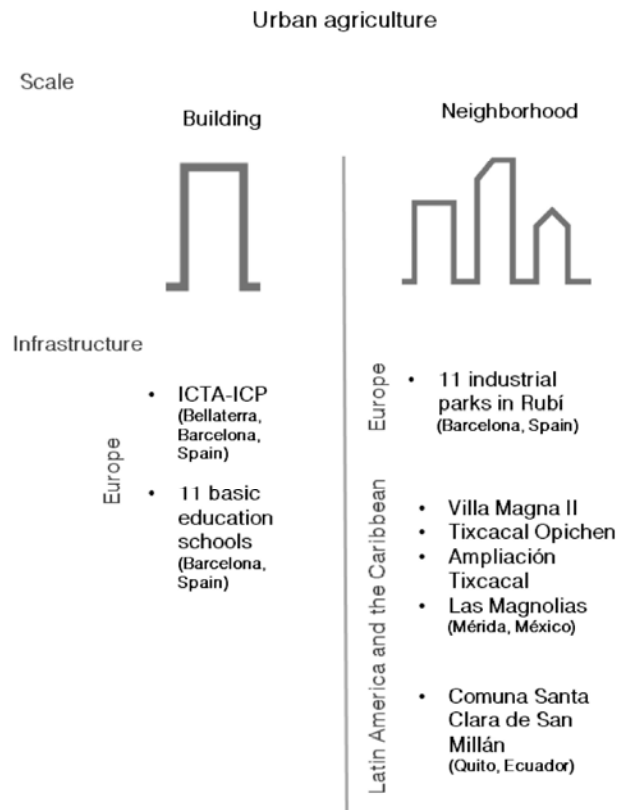 Urban agriculture
Scale
Building
Neighborhood
Infrastructure
Europe
• ICTA-ICP
(Bellaterra,
Barcelona,
Spain)
• 11 basic
education
schools
(Barcelona,
Spain)
Europe
• 11 industrial
parks in Rubí
(Barcelona, Spain)
Latin America and the Caribbean
• Villa Magna II
• Tixcacal Opichen
• Ampliación
Tixcacal
• Las Magnolias
(Mérida, México)
• Comuna Santa
Clara de San
Millán
(Quito, Ecuador)